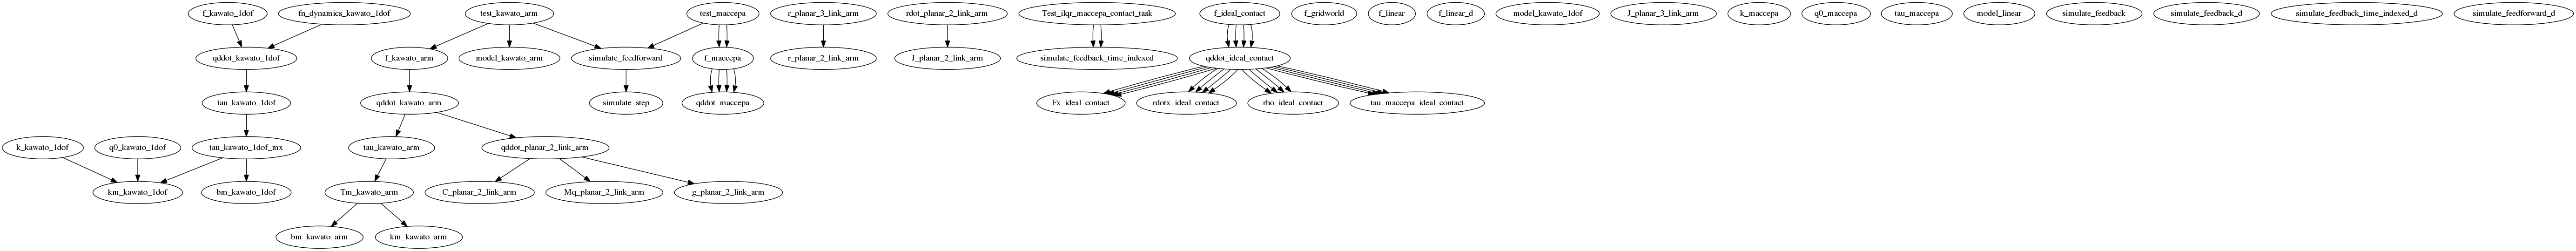 f_kawato_1dof
fn_dynamics_kawato_1dof
test_kawato_arm
test_maccepa
r_planar_3_link_arm
rdot_planar_2_link_arm
Test_ilqr_maccepa_contact_task
f_ideal_contact
f_gridworld
f_linear
f_linear_d
model_kawato_1dof
J_planar_3_link_arm
k_maccepa
q0_maccepa
tau_maccepa
model_linear
simulate_feedback
simulate_feedback_d
simulate_feedback_time_indexed_d
simulate_feedforward_d
qddot_kawato_1dof
f_kawato_arm
model_kawato_arm
simulate_feedforward
f_maccepa
r_planar_2_link_arm
J_planar_2_link_arm
simulate_feedback_time_indexed
qddot_ideal_contact
tau_kawato_1dof
qddot_kawato_arm
simulate_step
qddot_maccepa
Fx_ideal_contact
rdotx_ideal_contact
rho_ideal_contact
tau_maccepa_ideal_contact
k_kawato_1dof
q0_kawato_1dof
tau_kawato_1dof_mx
tau_kawato_arm
qddot_planar_2_link_arm
km_kawato_1dof
bm_kawato_1dof
Tm_kawato_arm
C_planar_2_link_arm
Mq_planar_2_link_arm
g_planar_2_link_arm
bm_kawato_arm
km_kawato_arm